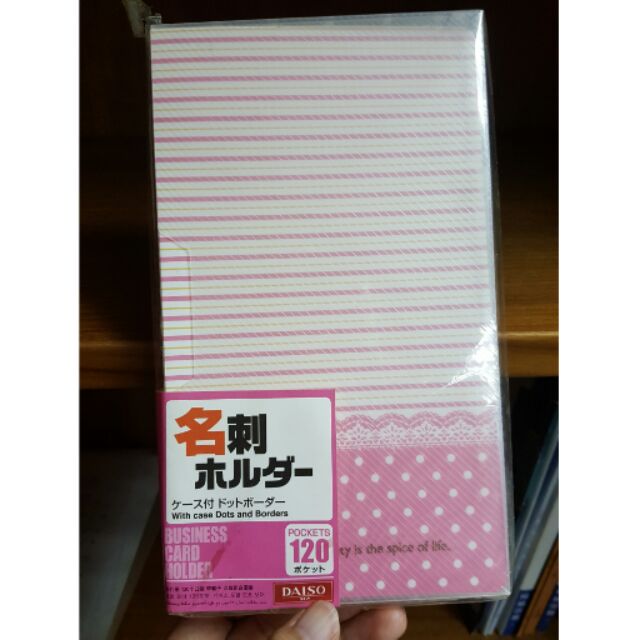 名刺
ホルダー
ケース付 ドットボーダー
With case Dots and Borders
BUSINESS
CARD
HOLDER
POCKETS
120
ポケット
is the spice of life.
DAISO